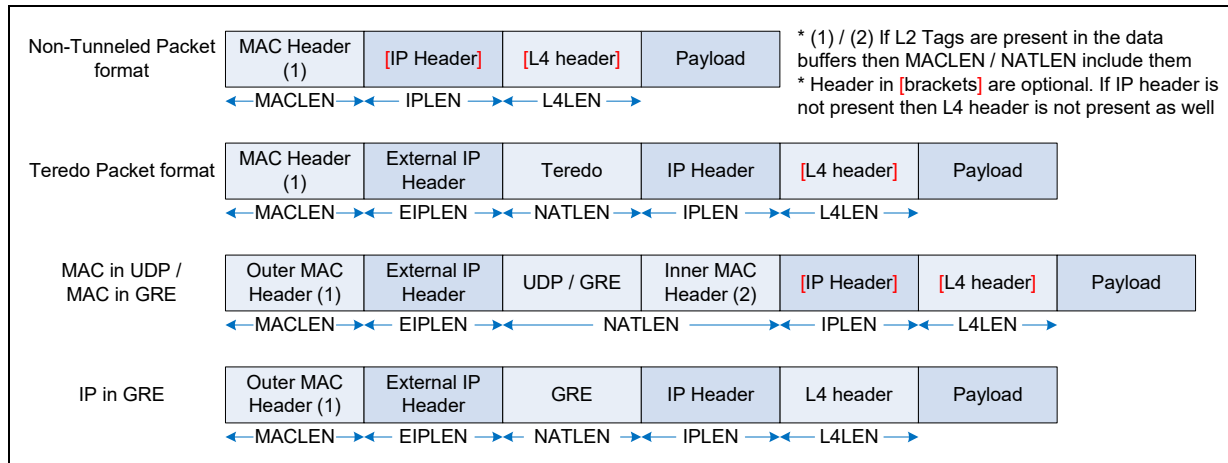 Non-Tunneled Packet
format
MAC Header
(1)
[IP Header]
[L4 header]
Payload
* (1) / (2) If L2 Tags are present in the data
buffers then MACLEN / NATLEN include them
* Header in [brackets] are optional. If IP header is
not present then L4 header is not present as well
MACLEN
IPLEN
L4LEN
Teredo Packet format
MAC Header
(1)
External IP
Header
Teredo
IP Header
[L4 header]
Payload
MACLEN
EIPLEN
NATLEN
IPLEN
L4LEN
MAC in UDP /
MAC in GRE
Outer MAC
Header (1)
External IP
Header
UDP / GRE
Inner MAC
Header (2)
[IP Header]
[L4 header]
Payload
MACLEN
EIPLEN
NATLEN
IPLEN
L4LEN
IP in GRE
Outer MAC
Header (1)
External IP
Header
GRE
IP Header
L4 header
Payload
MACLEN
EIPLEN
NATLEN
IPLEN
L4LEN